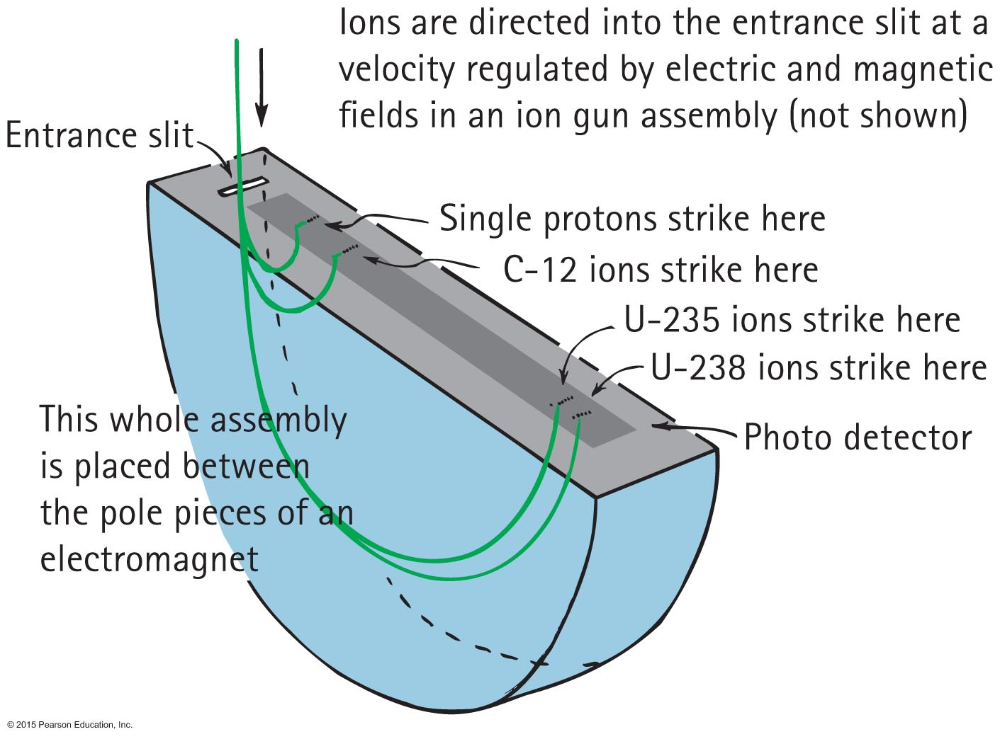 Ions are directed into the entrance slit at a
velocity regulated by electric and magnetic
fields in an ion gun assembly (not shown)
Entrance slit
Single protons strike here
C-12 ions strike here
U-235 ions strike here
U-238 ions strike here
Photo detector
This whole assembly
is placed between
the pole pieces of an
electromagnet
© 2015 Pearson Education, Inc.